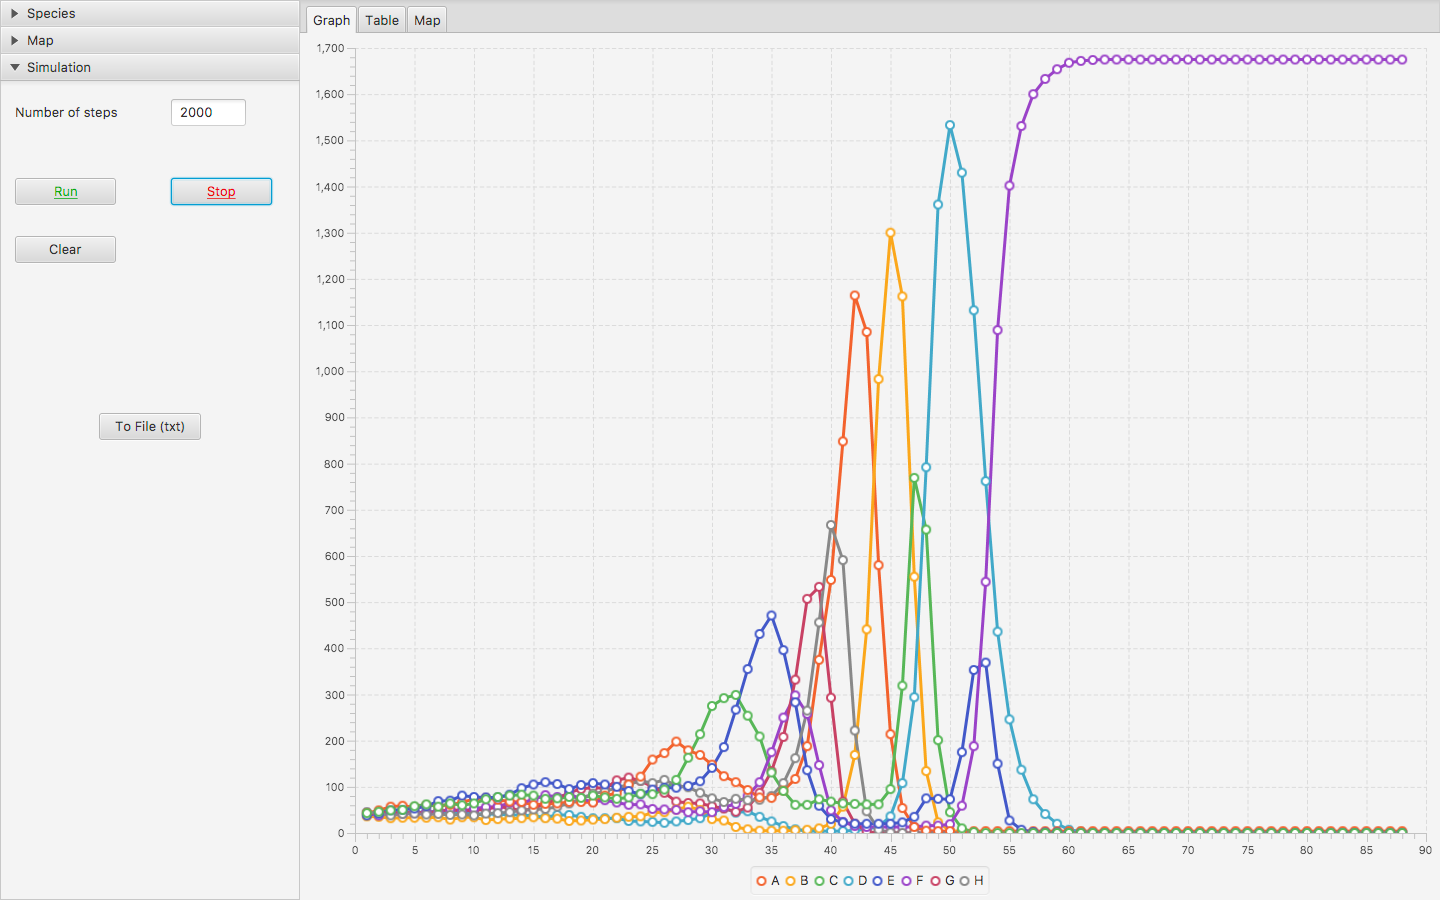 Species
Map
Simulation
Number of steps 2000
Run Stop
Clear
To File (txt)
Graph Table Map
1,700
1,600
1,500
1,400
1,300
1,200
1,100
1,000
900
800
700
600
500
400
300
200
100
0
0 5 10 15 20 25 30 35 40 45 50 55 60 65 70 75 80 85 90
A B C D E F G H